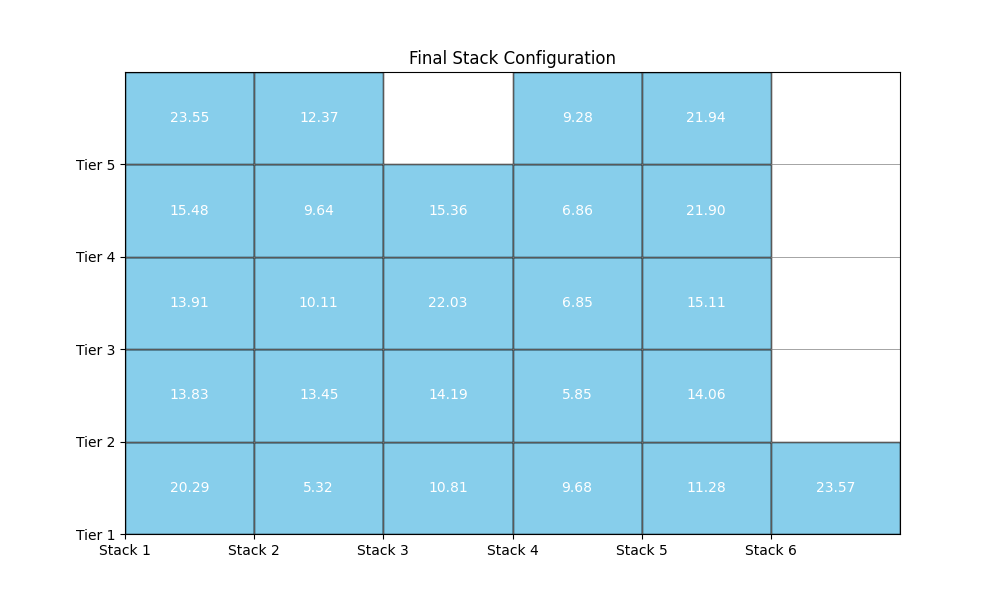 Final Stack Configuration
23.55 12.37 9.28 21.94
Tier 5
15.48 9.64 15.36 6.86 21.90
Tier 4
13.91 10.11 22.03 6.85 15.11
Tier 3
13.83 13.45 14.19 5.85 14.06
Tier 2
20.29 5.32 10.81 9.68 11.28 23.57
Tier 1
Stack 1 Stack 2 Stack 3 Stack 4 Stack 5 Stack 6